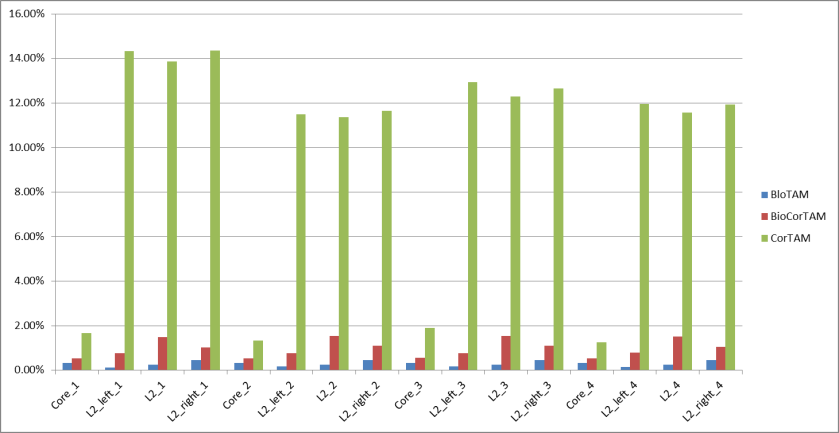 16.00%
14.00%
12.00%
10.00%
8.00%
6.00%
4.00%
2.00%
0.00%
Core_1
L2_left_1
L2_1
L2_right_1
Core_2
L2_left_2
L2_2
L2_right_2
Core_3
L2_left_3
L2_3
L2_right_3
Core_4
L2_left_4
L2_4
L2_right_4
BloTAM
BioCorTAM
CorTAM